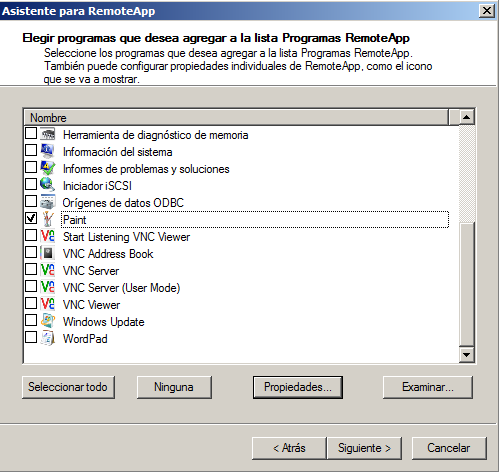 Asistente para RemoteApp
Elegir programas que desea agregar a la lista Programas RemoteApp
Seleccione los programas que desea agregar a la lista Programas RemoteApp.
También puede configurar propiedades individuales de RemoteApp, como el icono
que se va a mostrar.
Nombre
Herramienta de diagnóstico de memoria
Información del sistema
Informes de problemas y soluciones
Iniciador iSCSI
Orígenes de datos ODBC
Paint
Start Listening VNC Viewer
VNC Address Book
VNC Server
VNC Server (User Mode)
VNC Viewer
Windows Update
WordPad
Seleccionar todo Ninguna Propiedades... Examinar...
< Atrás Siguiente > Cancelar